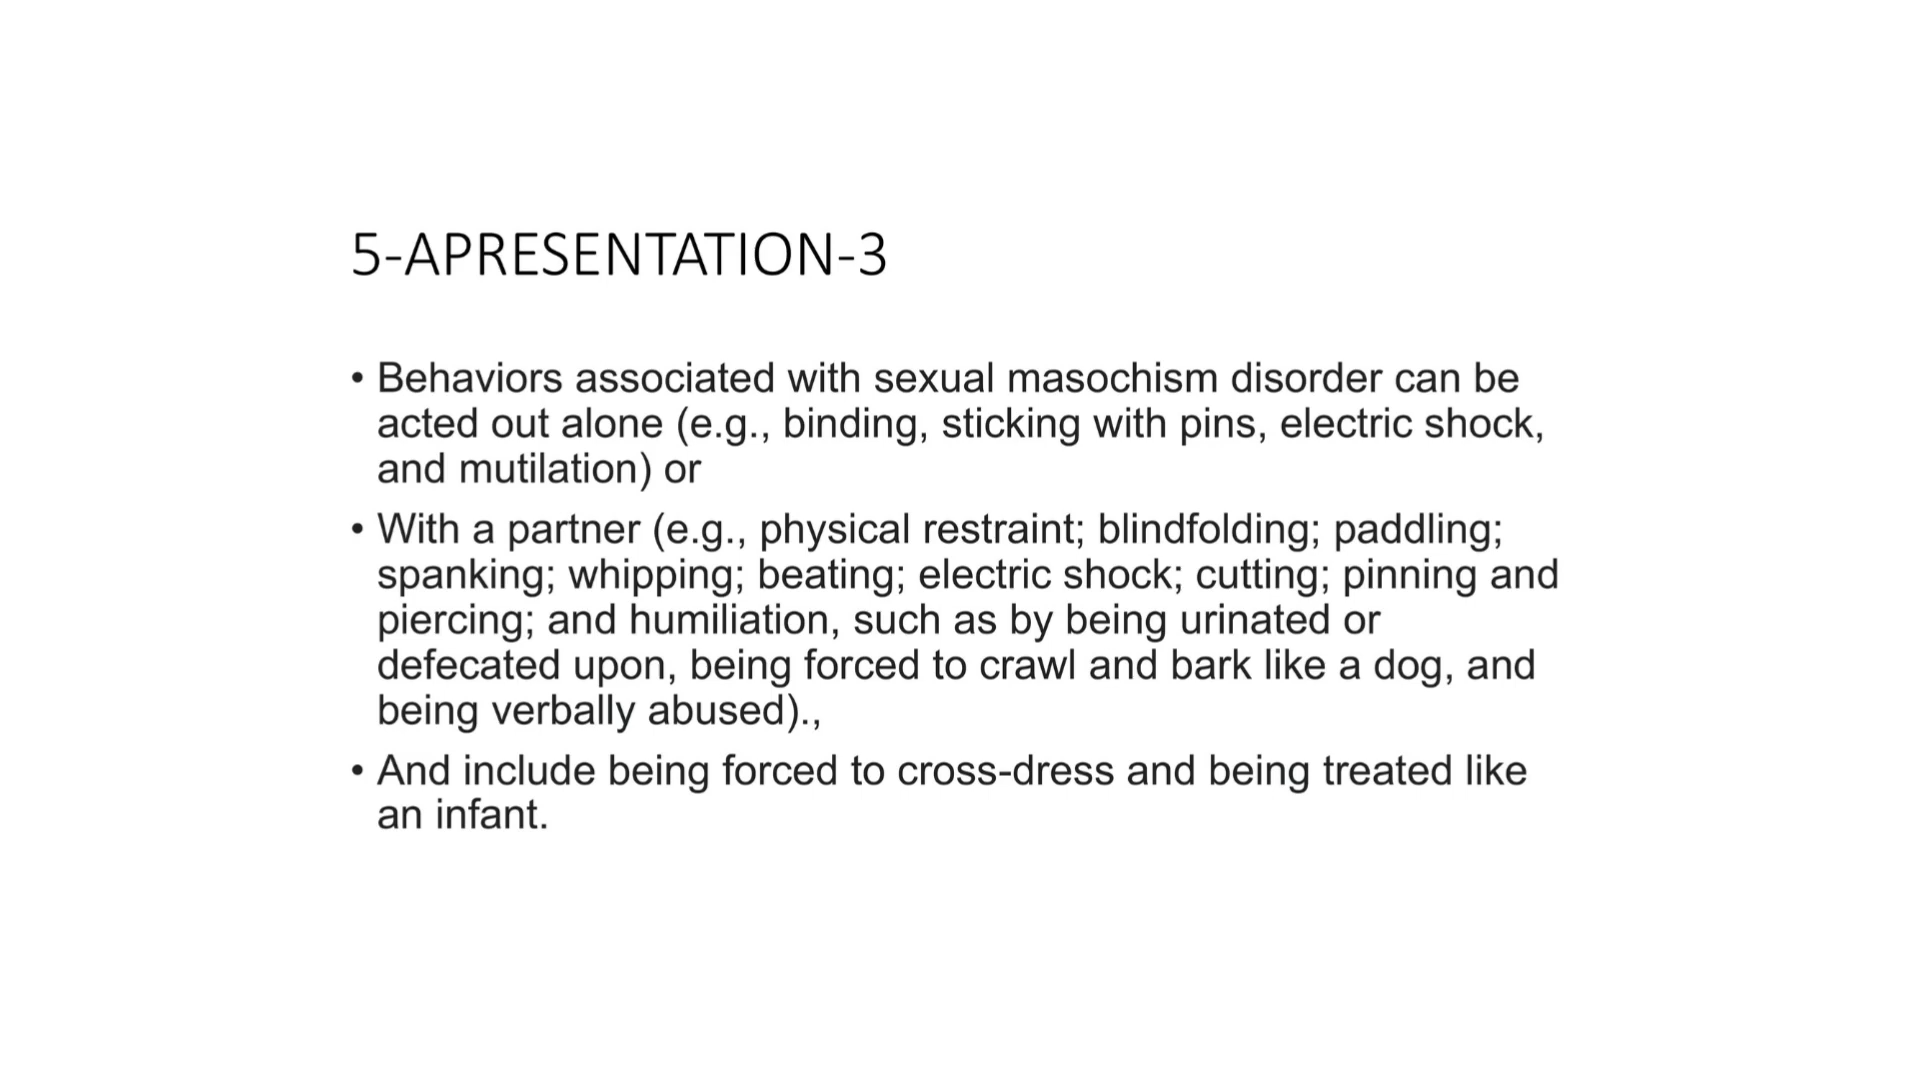 5-APRESENTATION-3
• Behaviors associated with sexual masochism disorder can be
acted out alone (e.g., binding, sticking with pins, electric shock,
and mutilation) or
• With a partner (e.g., physical restraint; blindfolding; paddling;
spanking; whipping; beating; electric shock; cutting; pinning and
piercing; and humiliation, such as by being urinated or
defecated upon, being forced to crawl and bark like a dog, and
being verbally abused).,
• And include being forced to cross-dress and being treated like
an infant.